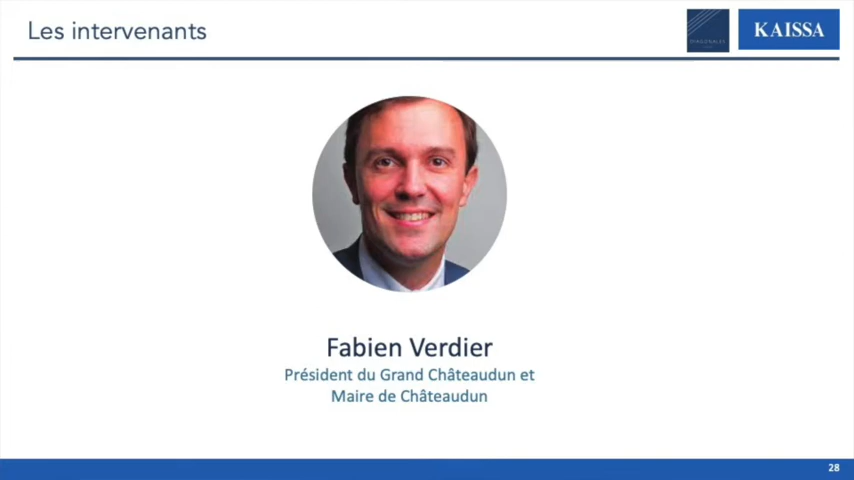 Les intervenants
KAISSA
Fabien Verdier
Président du Grand Châteaudun et
Maire de Châteaudun
28